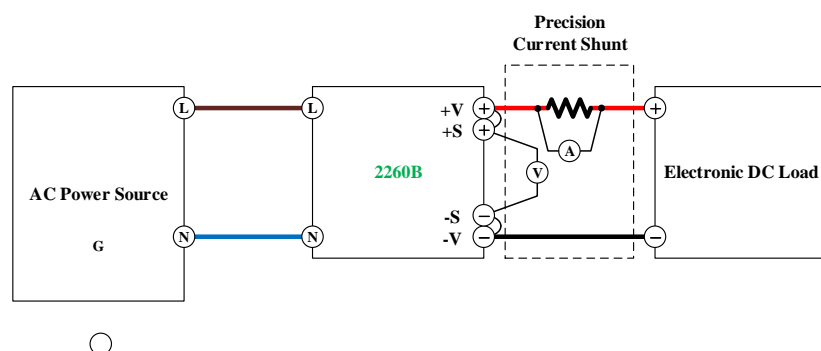 Precision
Current Shunt
L
L
+V
+
+
+S
+
A
2260B
V
Electronic DC Load
AC Power Source
-S
−
G
N
N
-V
−
−